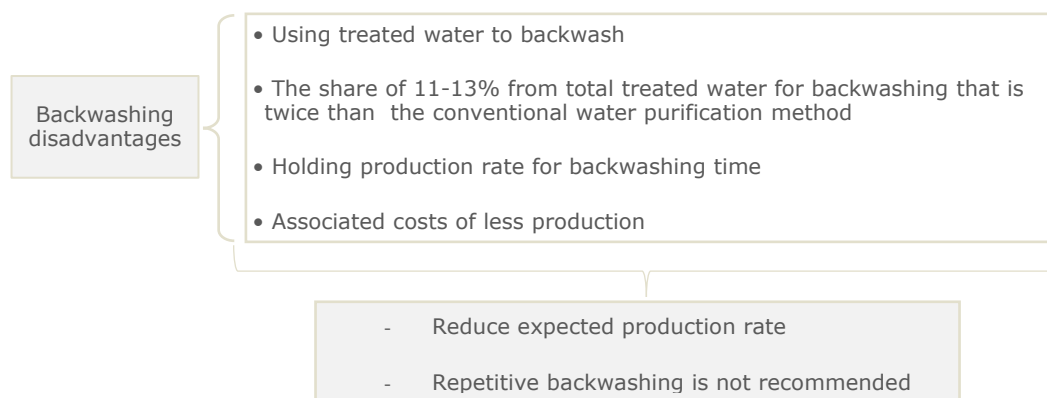 Backwashing
disadvantages
• Using treated water to backwash
• The share of 11-13% from total treated water for backwashing that is
twice than the conventional water purification method
• Holding production rate for backwashing time
• Associated costs of less production
- Reduce expected production rate
- Repetitive backwashing is not recommended